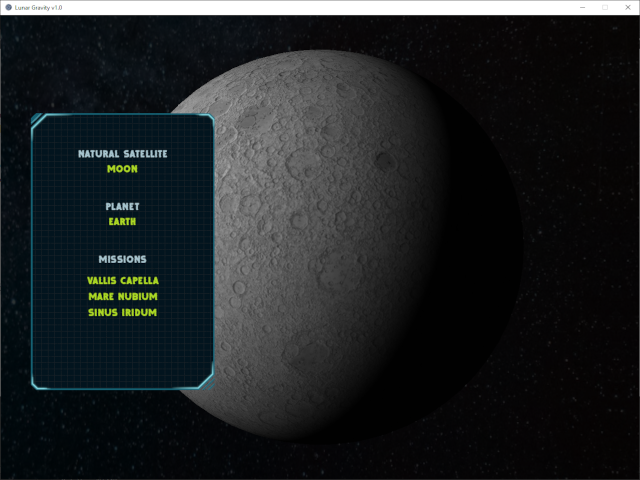 Lunar Gravity v1.0
NATURAL SATELLITE
MOON
PLANET
EARTH
MISSIONS
VALLIS CAPELLA
MARE NUBIUM
SINUS IRIDUM